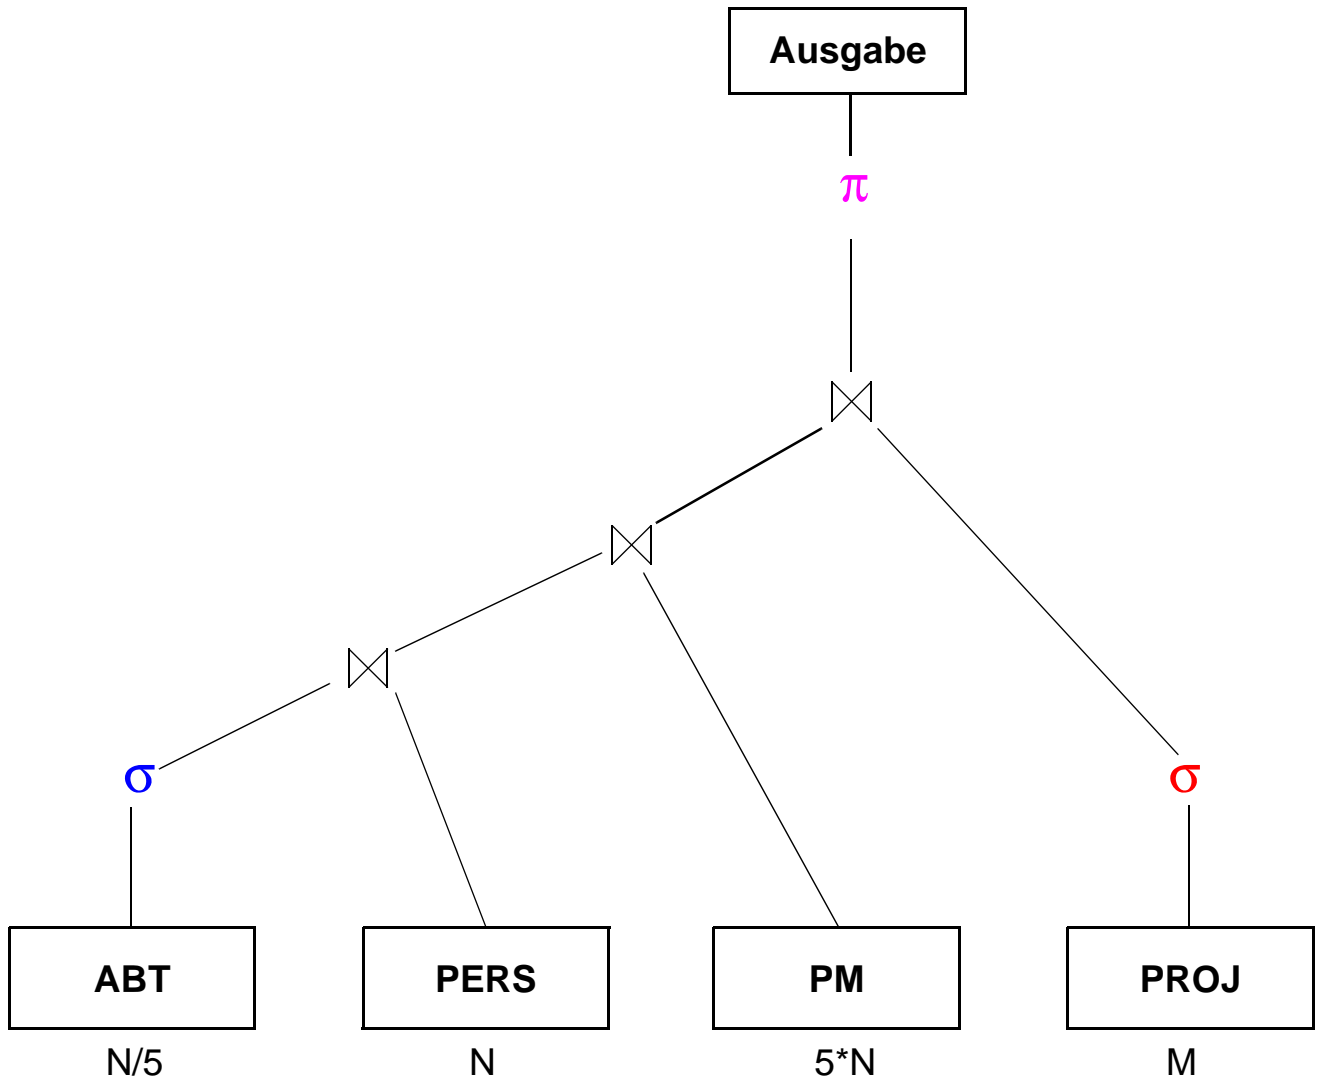 Ausgabe
π
⋈
⋈
⋈
σ σ
ABT PERS PM PROJ
N/5 N 5*N M